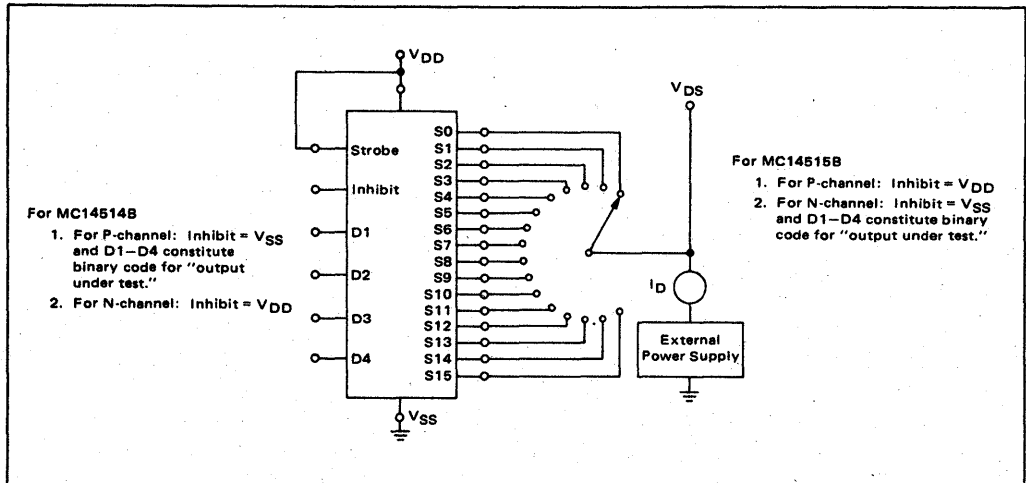 VDD
VDS
Strobe
Inhibit
D1
D2
D3
D4
S0
S1
S2
S3
S4
S5
S6
S7
S8
S9
S10
S11
S12
S13
S14
S15
VSS
For MC14514B
1. For P-channel: Inhibit = VSS
and D1–D4 constitute
binary code for "output
under test."
2. For N-channel: Inhibit = VDD
For MC14515B
1. For P-channel: Inhibit = VDD
2. For N-channel: Inhibit = VSS
and D1–D4 constitute binary
code for "output under test."
ID
External
Power Supply